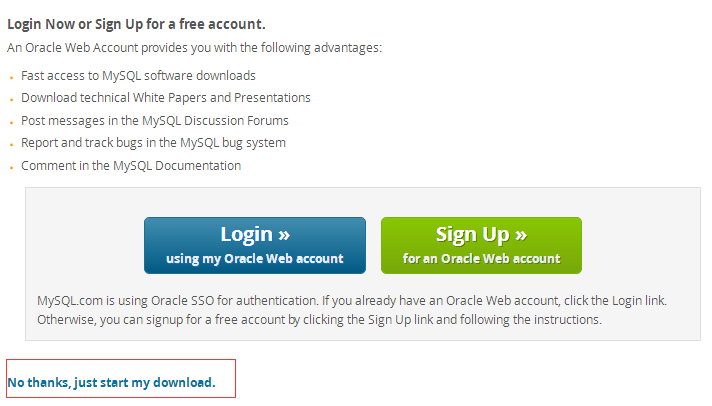 Login Now or Sign Up for a free account.
An Oracle Web Account provides you with the following advantages:
Fast access to MySQL software downloads
Download technical White Papers and Presentations
Post messages in the MySQL Discussion Forums
Report and track bugs in the MySQL bug system
Comment in the MySQL Documentation
Login »
using my Oracle Web account
Sign Up »
for an Oracle Web account
MySQL.com is using Oracle SSO for authentication. If you already have an Oracle Web account, click the Login link.
Otherwise, you can signup for a free account by clicking the Sign Up link and following the instructions.
No thanks, just start my download.